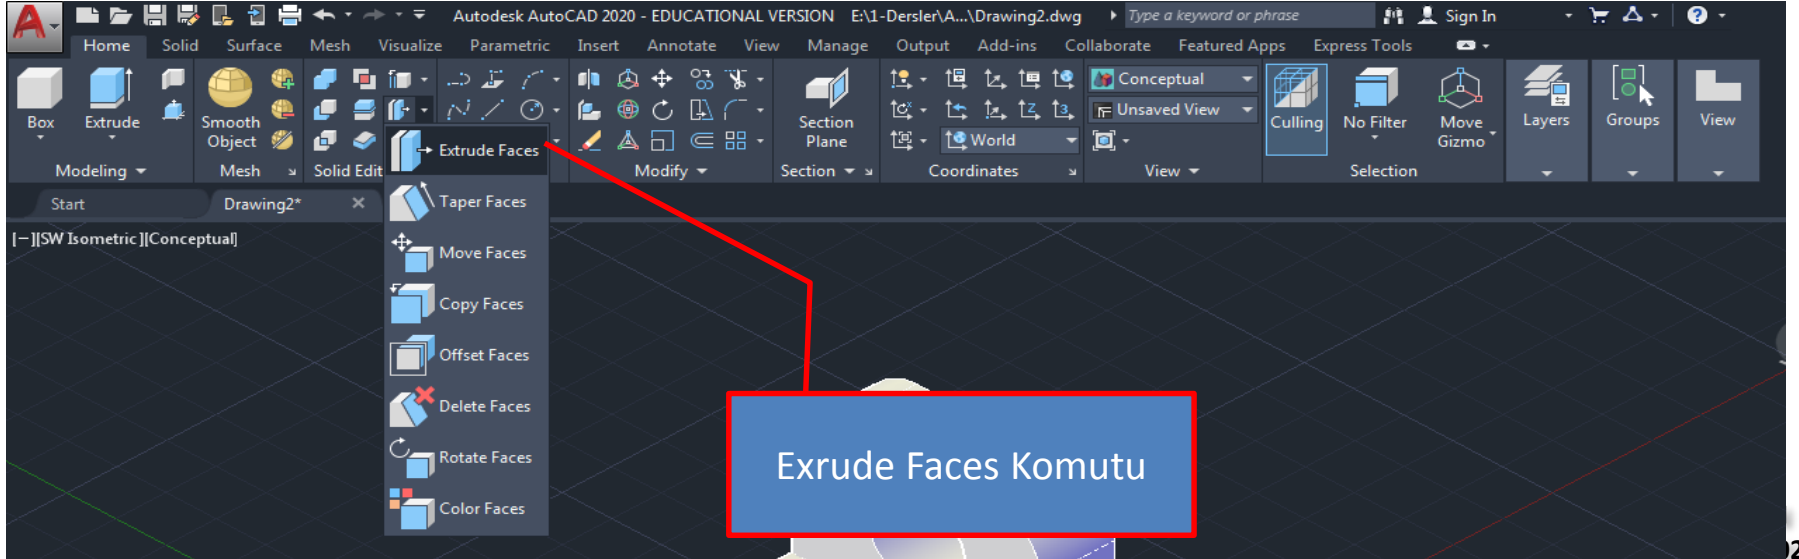 Autodesk AutoCAD 2020 - EDUCATIONAL VERSION E:\1-Dersler\A...\Drawing2.dwg Type a keyword or phrase Sign In
Home Solid Surface Mesh Visualize Parametric Insert Annotate View Manage Output Add-ins Collaborate Featured Apps Express Tools
Conceptual
Box Extrude Smooth Object Section Plane Unsaved View Culling No Filter Move Gizmo Layers Groups View
World
Modeling Mesh Solid Edit Modify Section Coordinates View Selection
Start Drawing2*
[−][SW Isometric][Conceptual]
Extrude Faces
Taper Faces
Move Faces
Copy Faces
Offset Faces
Delete Faces
Rotate Faces
Color Faces
Exrude Faces Komutu